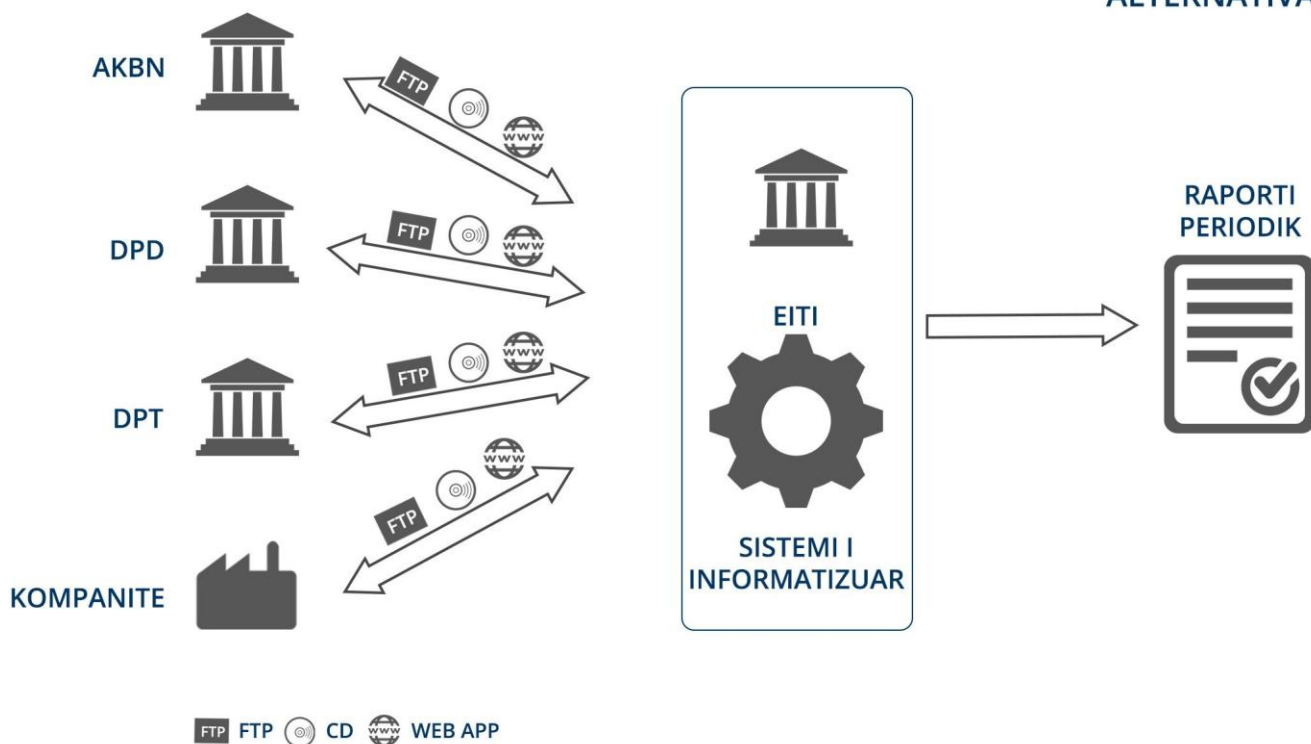 ALTERNATIVA
AKBN
FTP
www
DPD
FTP
www
DPT
FTP
www
KOMPANITE
FTP
www
EITI
SISTEMI I
INFORMATIZUAR
RAPORTI
PERIODIK
FTP FTP CD www WEB APP